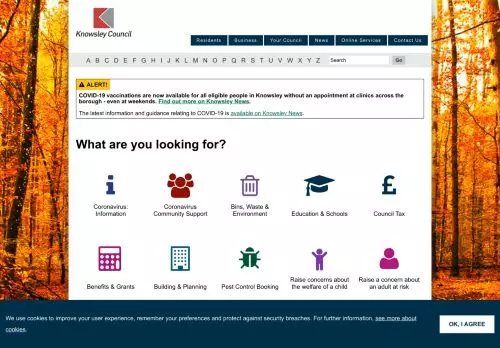 Knowsley Council
Residents Business Your Council News Online Services Contact Us
A B C D E F G H I J K L M N O P Q R S T U V W X Y Z Search Go
ALERT!
COVID-19 vaccinations are now available for all eligible people in Knowsley without an appointment at clinics across the
borough - even at weekends. Find out more on Knowsley News.
The latest information and guidance relating to COVID-19 is available on Knowsley News.
What are you looking for?
Coronavirus:
Information
Coronavirus
Community Support
Bins, Waste &
Environment
Education & Schools
£
Council Tax
Benefits & Grants
Building & Planning
Pest Control Booking
Raise concerns about
the welfare of a child
Raise a concern about
an adult at risk
We use cookies to improve your user experience, remember your preferences and protect against security breaches. For further information, see more about
cookies.
OK, I AGREE